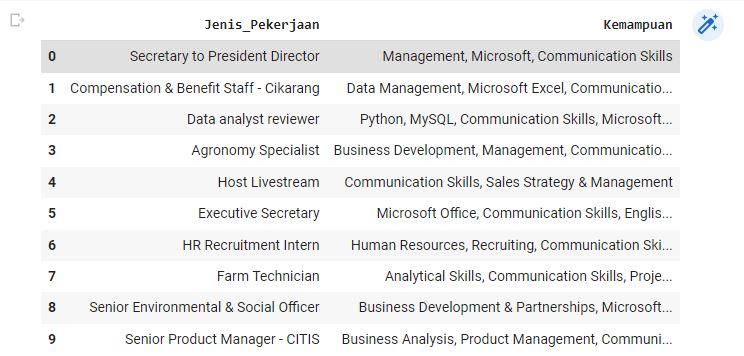 Jenis_Pekerjaan Kemampuan
0 Secretary to President Director Management, Microsoft, Communication Skills
1 Compensation & Benefit Staff - Cikarang Data Management, Microsoft Excel, Communicatio...
2 Data analyst reviewer Python, MySQL, Communication Skills, Microsoft...
3 Agronomy Specialist Business Development, Management, Communicatio...
4 Host Livestream Communication Skills, Sales Strategy & Management
5 Executive Secretary Microsoft Office, Communication Skills, Englis...
6 HR Recruitment Intern Human Resources, Recruiting, Communication Ski...
7 Farm Technician Analytical Skills, Communication Skills, Proje...
8 Senior Environmental & Social Officer Business Development & Partnerships, Microsoft...
9 Senior Product Manager - CITIS Business Analysis, Product Management, Communi...